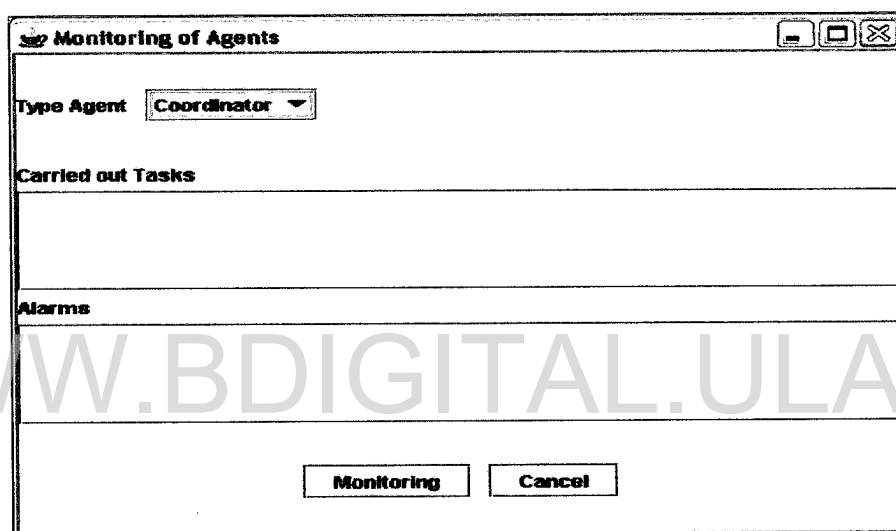 Monitoring of Agents
Type Agent Coordinator
Carried out Tasks
Alarms
W.BDIGITAL.ULA
Monitoring Cancel